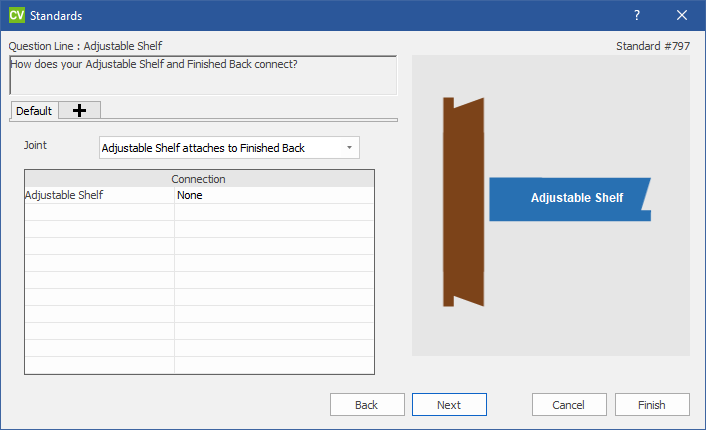 CV Standards ?
Question Line : Adjustable Shelf Standard #797
How does your Adjustable Shelf and Finished Back connect?
Default
Joint Adjustable Shelf attaches to Finished Back
Connection
Adjustable Shelf None
Adjustable Shelf
Back Next Cancel Finish